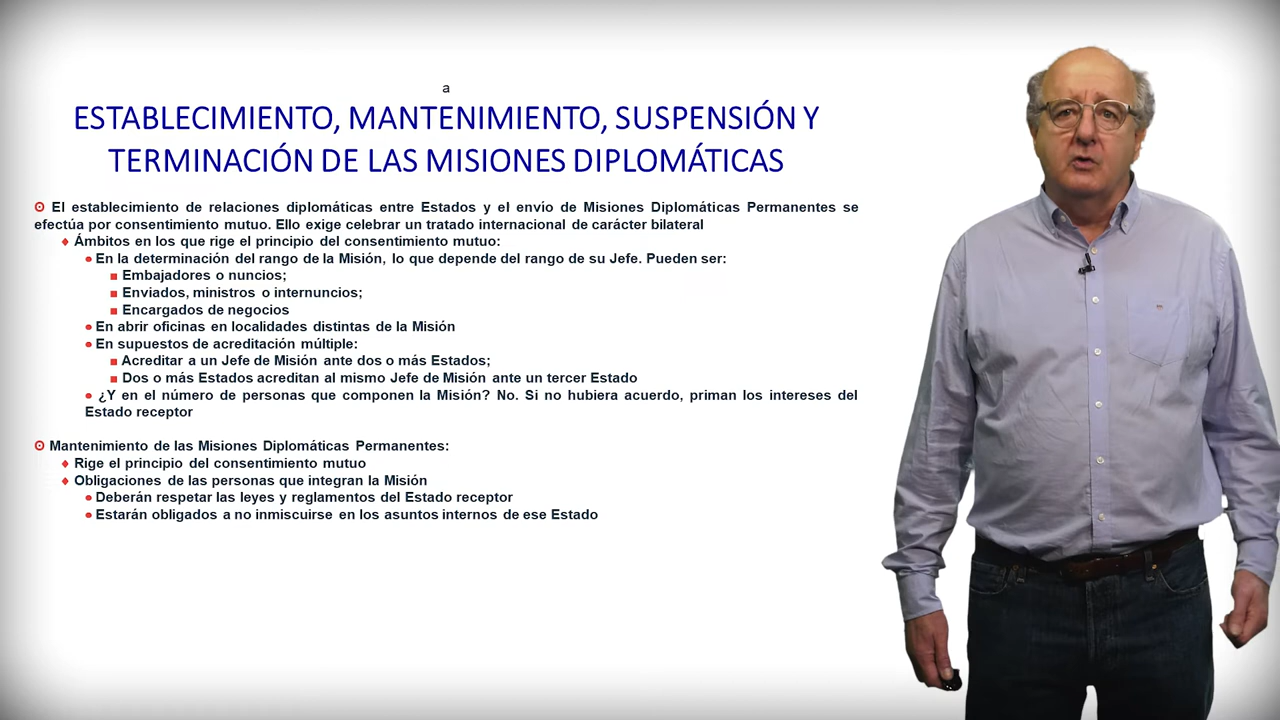 a
ESTABLECIMIENTO, MANTENIMIENTO, SUSPENSIÓN Y
TERMINACIÓN DE LAS MISIONES DIPLOMÁTICAS
El establecimiento de relaciones diplomáticas entre Estados y el envío de Misiones Diplomáticas Permanentes se
efectúa por consentimiento mutuo. Ello exige celebrar un tratado internacional de carácter bilateral
Ámbitos en los que rige el principio del consentimiento mutuo:
En la determinación del rango de la Misión, lo que depende del rango de su Jefe. Pueden ser:
Embajadores o nuncios;
Enviados, ministros o internuncios;
Encargados de negocios
En abrir oficinas en localidades distintas de la Misión
En supuestos de acreditación múltiple:
Acreditar a un Jefe de Misión ante dos o más Estados;
Dos o más Estados acreditan al mismo Jefe de Misión ante un tercer Estado
¿Y en el número de personas que componen la Misión? No. Si no hubiera acuerdo, priman los intereses del
Estado receptor
Mantenimiento de las Misiones Diplomáticas Permanentes:
Rige el principio del consentimiento mutuo
Obligaciones de las personas que integran la Misión
Deberán respetar las leyes y reglamentos del Estado receptor
Estarán obligados a no inmiscuirse en los asuntos internos de ese Estado